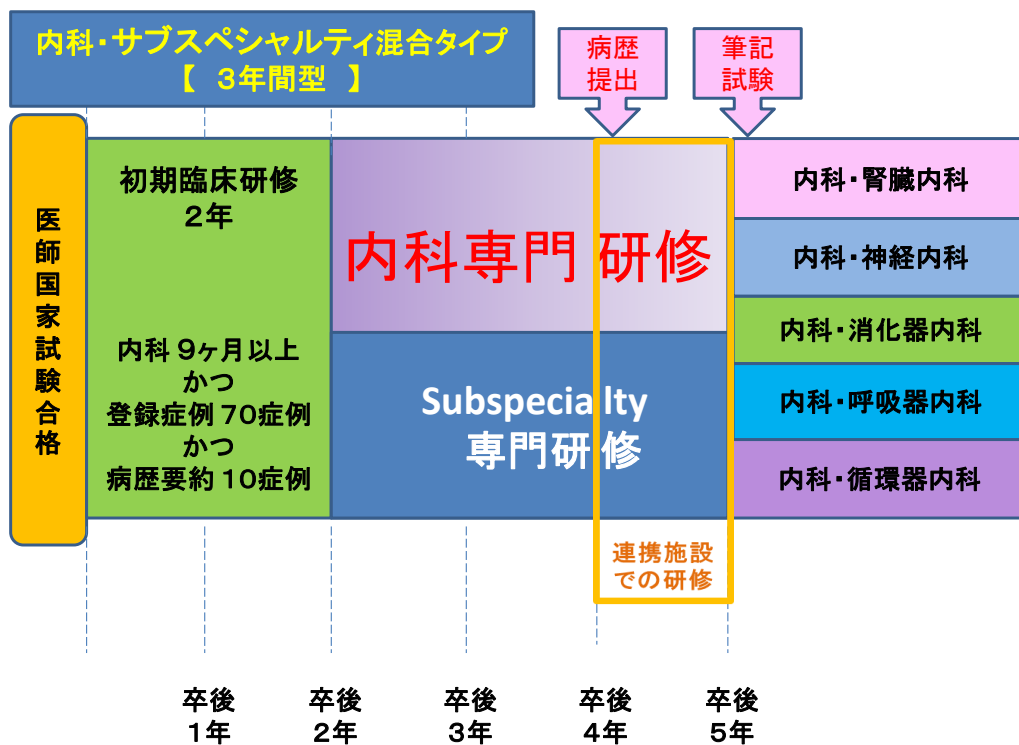 内科・サブスペシャルティ混合タイプ
【 3年間型 】
病歴
提出
筆記
試験
医師国家試験合格
初期臨床研修
2年
内科 9ヶ月以上
かつ
登録症例 70症例
かつ
病歴要約 10症例
内科専門研修
Subspecialty
専門研修
連携施設
での研修
内科・腎臓内科
内科・神経内科
内科・消化器内科
内科・呼吸器内科
内科・循環器内科
卒後
1年
卒後
2年
卒後
3年
卒後
4年
卒後
5年